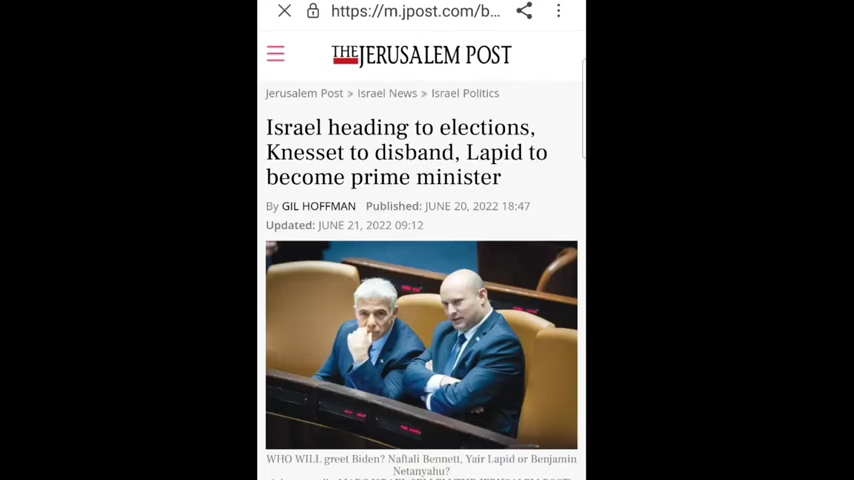 https://m.jpost.com/b...
THE JERUSALEM POST
Jerusalem Post » Israel News » Israel Politics
Israel heading to elections,
Knesset to disband, Lapid to
become prime minister
By GIL HOFFMAN Published: JUNE 20, 2022 18:47
Updated: JUNE 21, 2022 09:12
WHO WILL greet Biden? Naftali Bennett, Yair Lapid or Benjamin
Netanyahu?